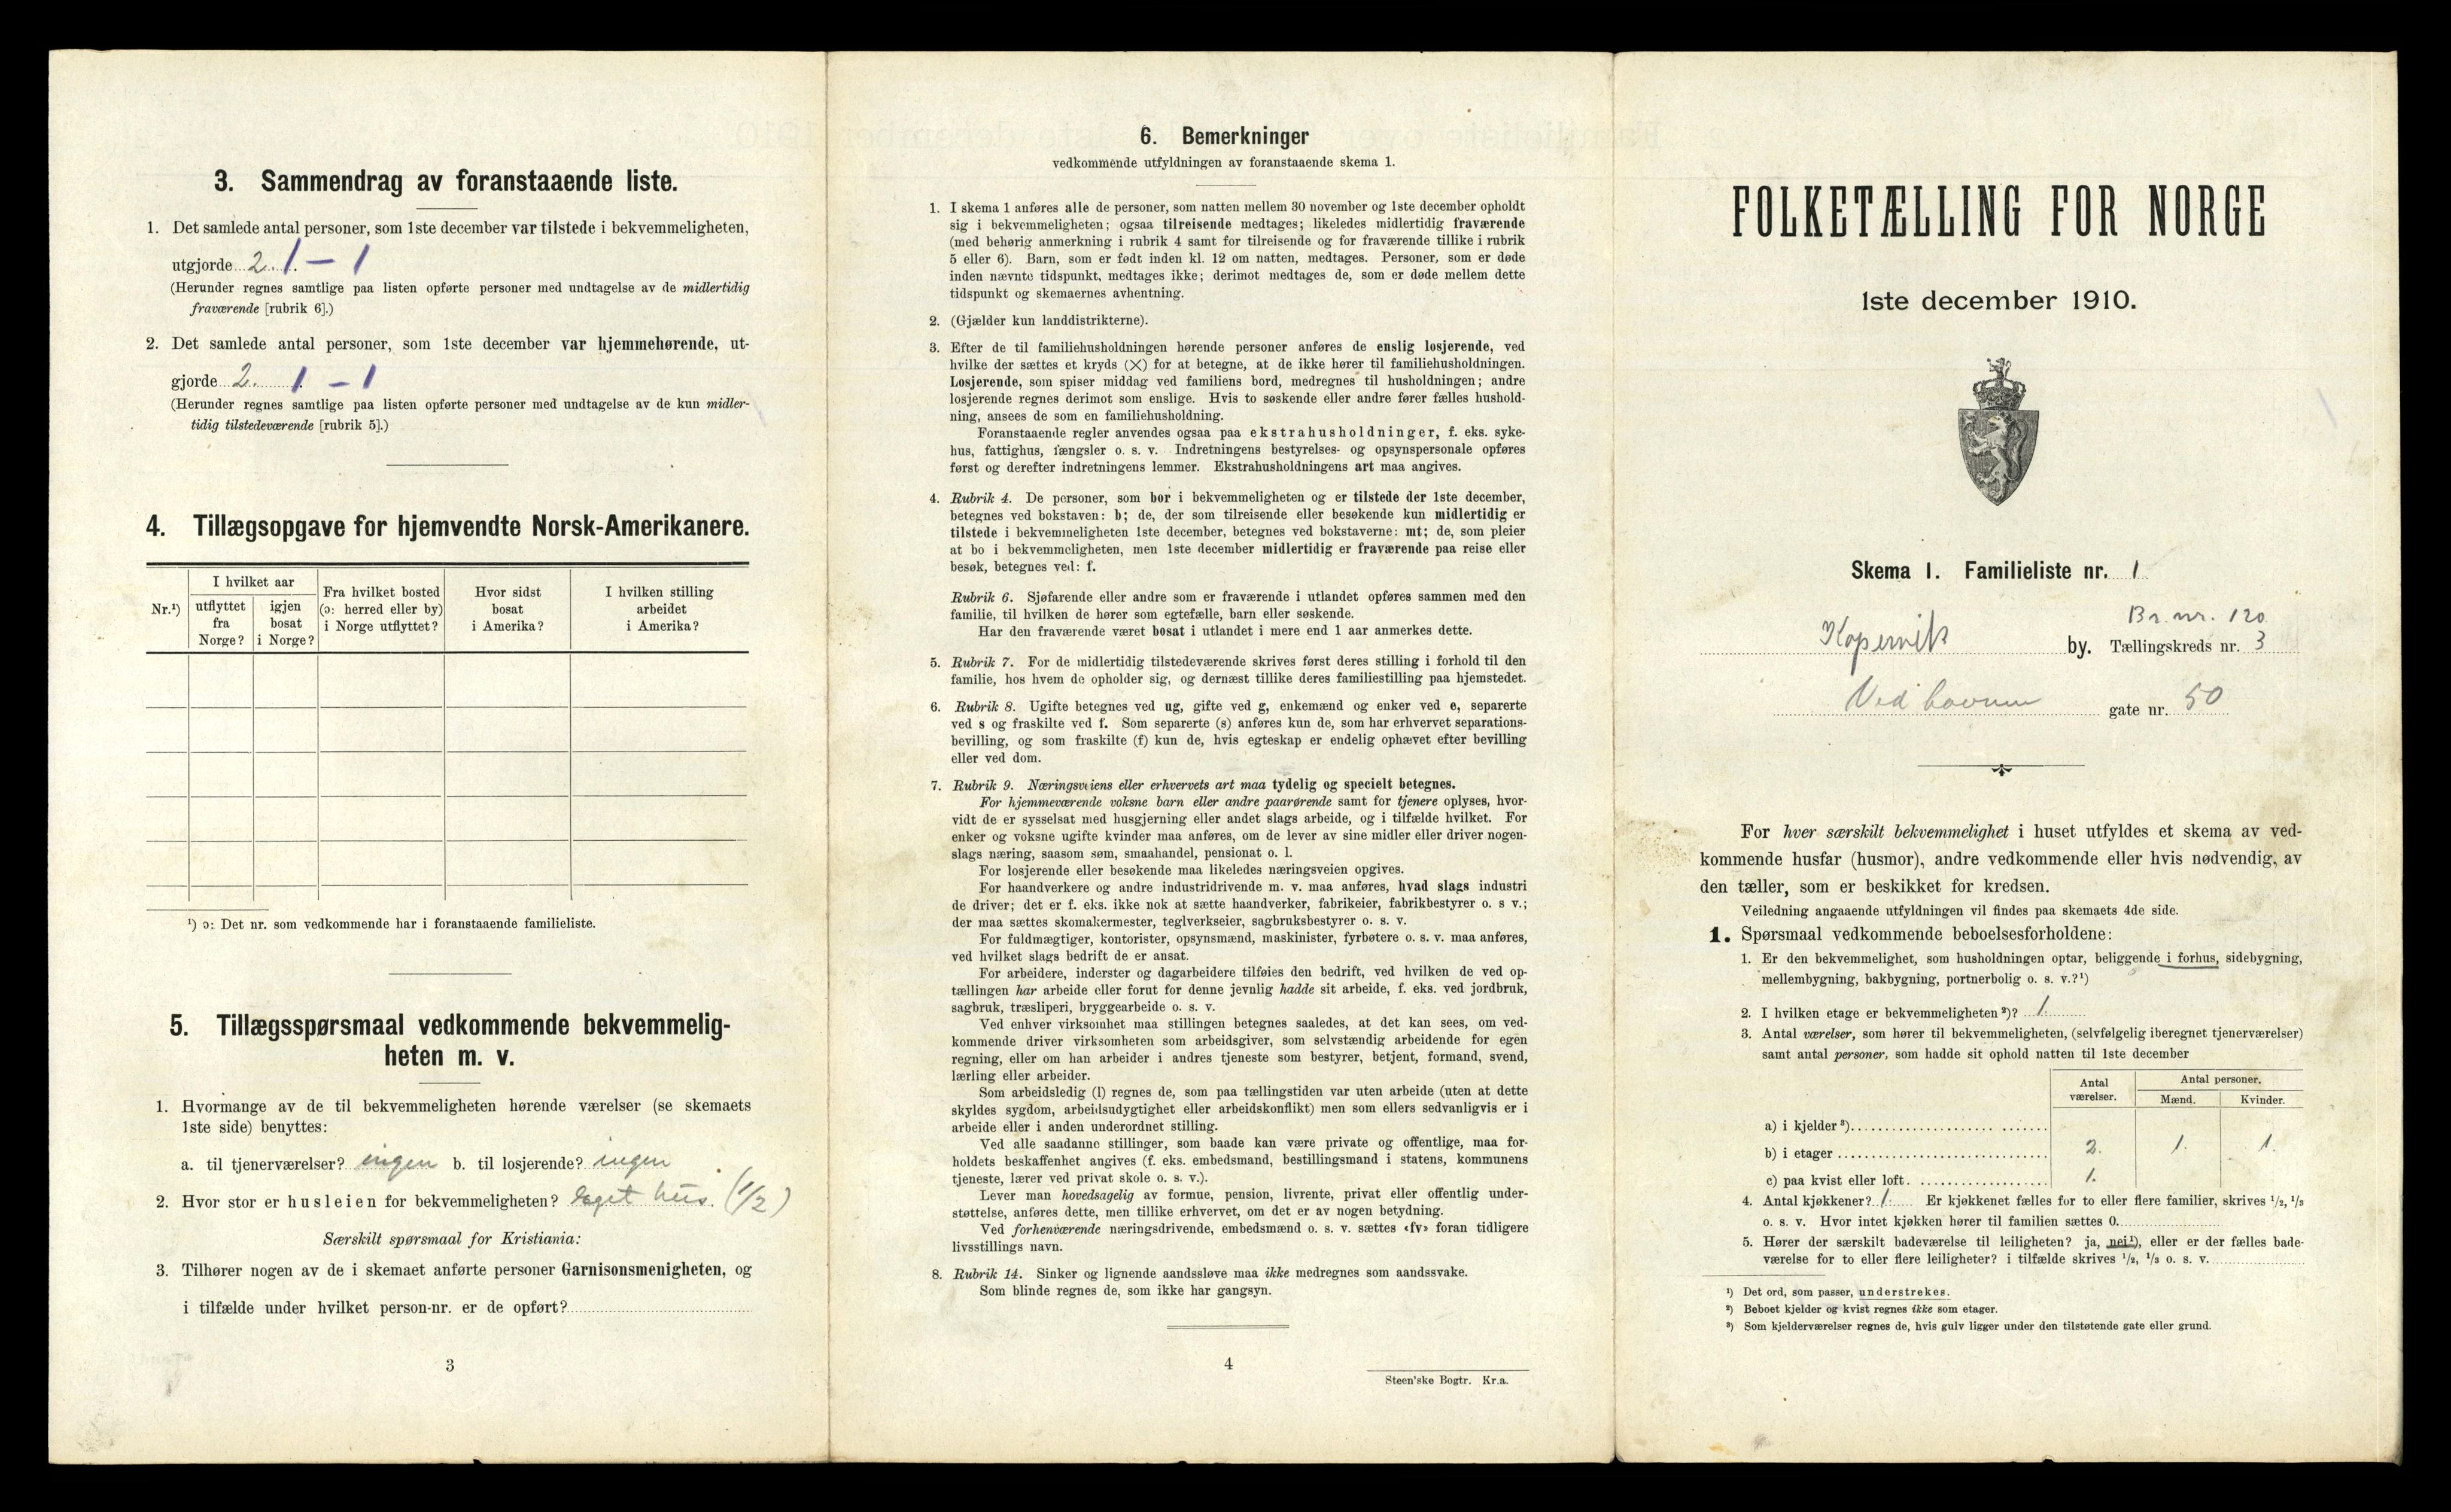 3. Sammendrag av foranstaaende liste.
1. Det samlede antal personer, som 1ste december var tilstede i bekvemmeligheten,
utgjorde 2. 1 — 1
(Herunder regnes samtlige paa listen opførte personer med undtagelse av de midlertidig
fraværende [rubrik 6].)
2. Det samlede antal personer, som 1ste december var hjemmehørende, ut-
gjorde 2. 1 – 1
(Herunder regnes samtlige paa listen opførte personer med undtagelse av de kun midler-
tidig tilstedeværende [rubrik 5].)
4. Tillægsopgave for hjemvendte Norsk-Amerikanere.
Nr.¹)
I hvilket aar
utflyttet
fra
Norge?
igjen
bosat
i Norge?
Fra hvilket bosted
(ɔ: herred eller by)
i Norge utflyttet?
Hvor sidst
bosat
i Amerika?
I hvilken stilling
arbeidet
i Amerika?
¹) ɔ: Det nr. som vedkommende har i foranstaaende familieliste.
5. Tillægsspørsmaal vedkommende bekvemmelig-
heten m. v.
1. Hvormange av de til bekvemmeligheten hørende værelser (se skemaets
1ste side) benyttes:
a. til tjenerværelser? ingen b. til losjerende? ingen
2. Hvor stor er husleien for bekvemmeligheten? Eget hus. (1/2)
Særskilt spørsmaal for Kristiania:
3. Tilhører nogen av de i skemaet anførte personer Garnisonsmenigheten, og
i tilfælde under hvilket person-nr. er de opført?
3
6. Bemerkninger
vedkommende utfyldningen av foranstaaende skema 1.
1. I skema 1 anføres alle de personer, som natten mellem 30 november og 1ste december opholdt
sig i bekvemmeligheten; ogsaa tilreisende medtages; likeledes midlertidig fraværende
(med behørig anmerkning i rubrik 4 samt for tilreisende og for fraværende tillike i rubrik
5 eller 6). Barn, som er født inden kl. 12 om natten, medtages. Personer, som er døde
inden nævnte tidspunkt, medtages ikke; derimot medtages de, som er døde mellem dette
tidspunkt og skemaernes avhentning.
2. (Gjælder kun landdistrikterne).
3. Efter de til familiehusholdningen hørende personer anføres de enslig losjerende, ved
hvilke der sættes et kryds (✕) for at betegne, at de ikke hører til familiehusholdningen.
Losjerende, som spiser middag ved familiens bord, medregnes til husholdningen; andre
losjerende regnes derimot som enslige. Hvis to søskende eller andre fører fælles hushold-
ning, ansees de som en familiehusholdning.
Foranstaaende regler anvendes ogsaa paa ekstrahusholdninger, f. eks. syke-
hus, fattighus, fængsler o. s. v. Indretningens bestyrelses- og opsynspersonale opføres
først og derefter indretningens lemmer. Ekstrahusholdningens art maa angives.
4. Rubrik 4. De personer, som bor i bekvemmeligheten og er tilstede der 1ste december,
betegnes ved bokstaven: b; de, der som tilreisende eller besøkende kun midlertidig er
tilstede i bekvemmeligheten 1ste december, betegnes ved bokstaverne: mt; de, som pleier
at bo i bekvemmeligheten, men 1ste december midlertidig er fraværende paa reise eller
besøk, betegnes ved: f.
Rubrik 6. Sjøfarende eller andre som er fraværende i utlandet opføres sammen med den
familie, til hvilken de hører som egtefælle, barn eller søskende.
Har den fraværende været bosat i utlandet i mere end 1 aar anmerkes dette.
5. Rubrik 7. For de midlertidig tilstedeværende skrives først deres stilling i forhold til den
familie, hos hvem de opholder sig, og dernæst tillike deres familiestilling paa hjemstedet.
6. Rubrik 8. Ugifte betegnes ved ug, gifte ved g, enkemænd og enker ved e, separerte
ved s og fraskilte ved f. Som separerte (s) anføres kun de, som har erhvervet separations-
bevilling, og som fraskilte (f) kun de, hvis egteskap er endelig ophævet efter bevilling
eller ved dom.
7. Rubrik 9. Næringsveiens eller erhvervets art maa tydelig og specielt betegnes.
For hjemmeværende voksne barn eller andre paarørende samt for tjenere oplyses, hvor-
vidt de er sysselsat med husgjerning eller andet slags arbeide, og i tilfælde hvilket. For
enker og voksne ugifte kvinder maa anføres, om de lever av sine midler eller driver nogen-
slags næring, saasom søm, smaahandel, pensionat o. l.
For losjerende eller besøkende maa likeledes næringsveien opgives.
For haandverkere og andre industridrivende m. v. maa anføres, hvad slags industri
de driver; det er f. eks. ikke nok at sætte haandverker, fabrikeier, fabrikbestyrer o. s v.;
der maa sættes skomakermester, teglverkseier, sagbruksbestyrer o. s. v.
For fuldmægtiger, kontorister, opsynsmænd, maskinister, fyrbøtere o. s. v. maa anføres,
ved hvilket slags bedrift de er ansat.
For arbeidere, inderster og dagarbeidere tilføies den bedrift, ved hvilken de ved op-
tællingen har arbeide eller forut for denne jevnlig hadde sit arbeide, f. eks. ved jordbruk,
sagbruk, træsliperi, bryggearbeide o. s. v.
Ved enhver virksomhet maa stillingen betegnes saaledes, at det kan sees, om ved-
kommende driver virksomheten som arbeidsgiver, som selvstændig arbeidende for egen
regning, eller om han arbeider i andres tjeneste som bestyrer, betjent, formand, svend,
lærling eller arbeider.
Som arbeidsledig (l) regnes de, som paa tællingstiden var uten arbeide (uten at dette
skyldes sygdom, arbeidsudygtighet eller arbeidskonflikt) men som ellers sedvanligvis er i
arbeide eller i anden underordnet stilling.
Ved alle saadanne stillinger, som baade kan være private og offentlige, maa for-
holdets beskaffenhet angives (f. eks. embedsmand, bestillingsmand i statens, kommunens
tjeneste, lærer ved privat skole o. s. v.).
Lever man hovedsagelig av formue, pension, livrente, privat eller offentlig under-
støttelse, anføres dette, men tillike erhvervet, om det er av nogen betydning.
Ved forhenværende næringsdrivende, embedsmænd o. s. v. sættes «fv» foran tidligere
livsstillings navn.
8. Rubrik 14. Sinker og lignende aandssløve maa ikke medregnes som aandssvake.
Som blinde regnes de, som ikke har gangsyn.
4
Steen'ske Bogtr. Kr.a.
FOLKETÆLLING FOR NORGE
1ste december 1910.
Skema 1. Familieliste nr. 1
Br. nr. 120
Kopervik by. Tællingskreds nr. 3
Ved havnen gate nr. 50
For hver særskilt bekvemmelighet i huset utfyldes et skema av ved-
kommende husfar (husmor), andre vedkommende eller hvis nødvendig, av
den tæller, som er beskikket for kredsen.
Veiledning angaaende utfyldningen vil findes paa skemaets 4de side.
1. Spørsmaal vedkommende beboelsesforholdene:
1. Er den bekvemmelighet, som husholdningen optar, beliggende i forhus, sidebygning,
mellembygning, bakbygning, portnerbolig o. s. v.?¹)
2. I hvilken etage er bekvemmeligheten ²)? 1.
3. Antal værelser, som hører til bekvemmeligheten, (selvfølgelig iberegnet tjenerværelser)
samt antal personer, som hadde sit ophold natten til 1ste december
Antal
værelser.
Antal personer.
Mænd. Kvinder.
a) i kjelder ³)
b) i etager 2. 1. 1.
c) paa kvist eller loft 1.
4. Antal kjøkkener? 1. Er kjøkkenet fælles for to eller flere familier, skrives ¹/₂, ¹/₃
o. s. v. Hvor intet kjøkken hører til familien sættes 0.
5. Hører der særskilt badeværelse til leiligheten? ja, nei¹), eller er der fælles bade-
værelse for to eller flere leiligheter? i tilfælde skrives ¹/₂, ¹/₃ o. s. v.
¹) Det ord, som passer, understrekes.
²) Beboet kjelder og kvist regnes ikke som etager.
³) Som kjelderværelser regnes de, hvis gulv ligger under den tilstøtende gate eller grund.